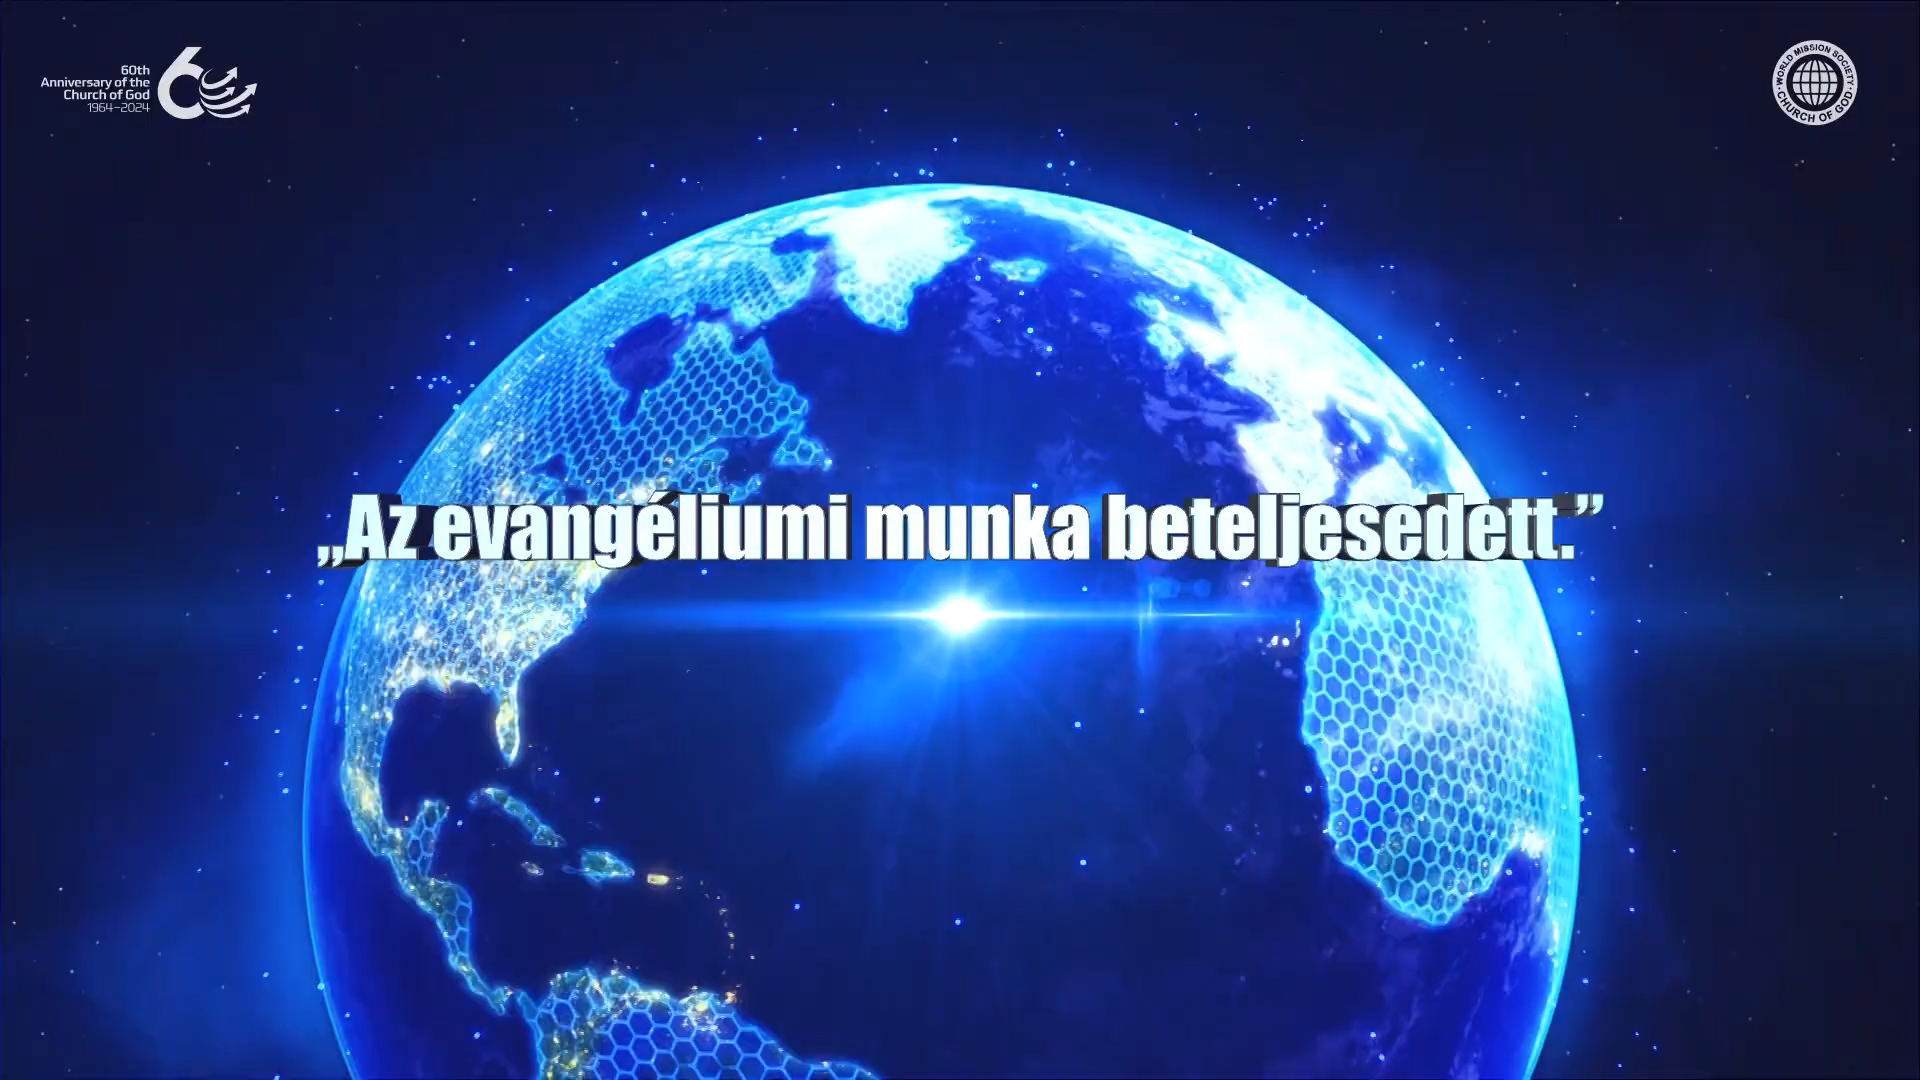 60th
Anniversary of the
Church of God
1964–2024
60
WORLD MISSION SOCIETY
CHURCH OF GOD
„Az evangéliumi munka beteljesedett.”